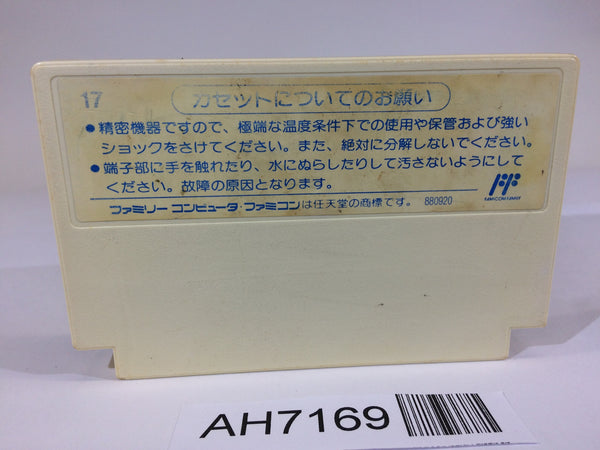 17
カセットについてのお願い
●精密機器ですので、極端な温度条件下での使用や保管および強い
ショックをさけてください。また、絶対に分解しないでください。
●端子部に手を触れたり、水にぬらしたりして汚さないようにして
ください。故障の原因となります。
FAMICOM FAMILY
ファミリーコンピュータ・ファミコンは任天堂の商標です。 880920
AH7169